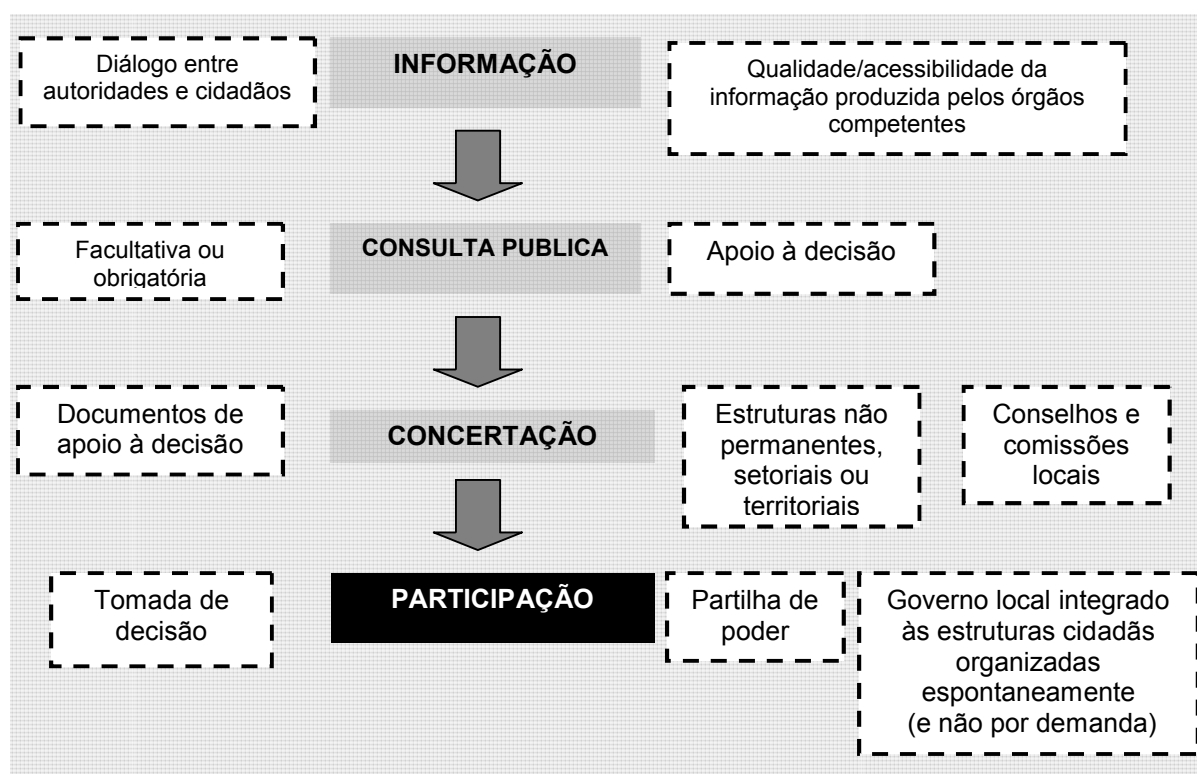 Diálogo entre
autoridades e cidadãos
INFORMAÇÃO
Qualidade/acessibilidade da
informação produzida pelos órgãos
competentes
Facultativa ou
obrigatória
CONSULTA PUBLICA
Apoio à decisão
Documentos de
apoio à decisão
CONCERTAÇÃO
Estruturas não
permanentes,
setoriais ou
territoriais
Conselhos e
comissões
locais
Tomada de
decisão
PARTICIPAÇÃO
Partilha de
poder
Governo local integrado
às estruturas cidadãs
organizadas
espontaneamente
(e não por demanda)